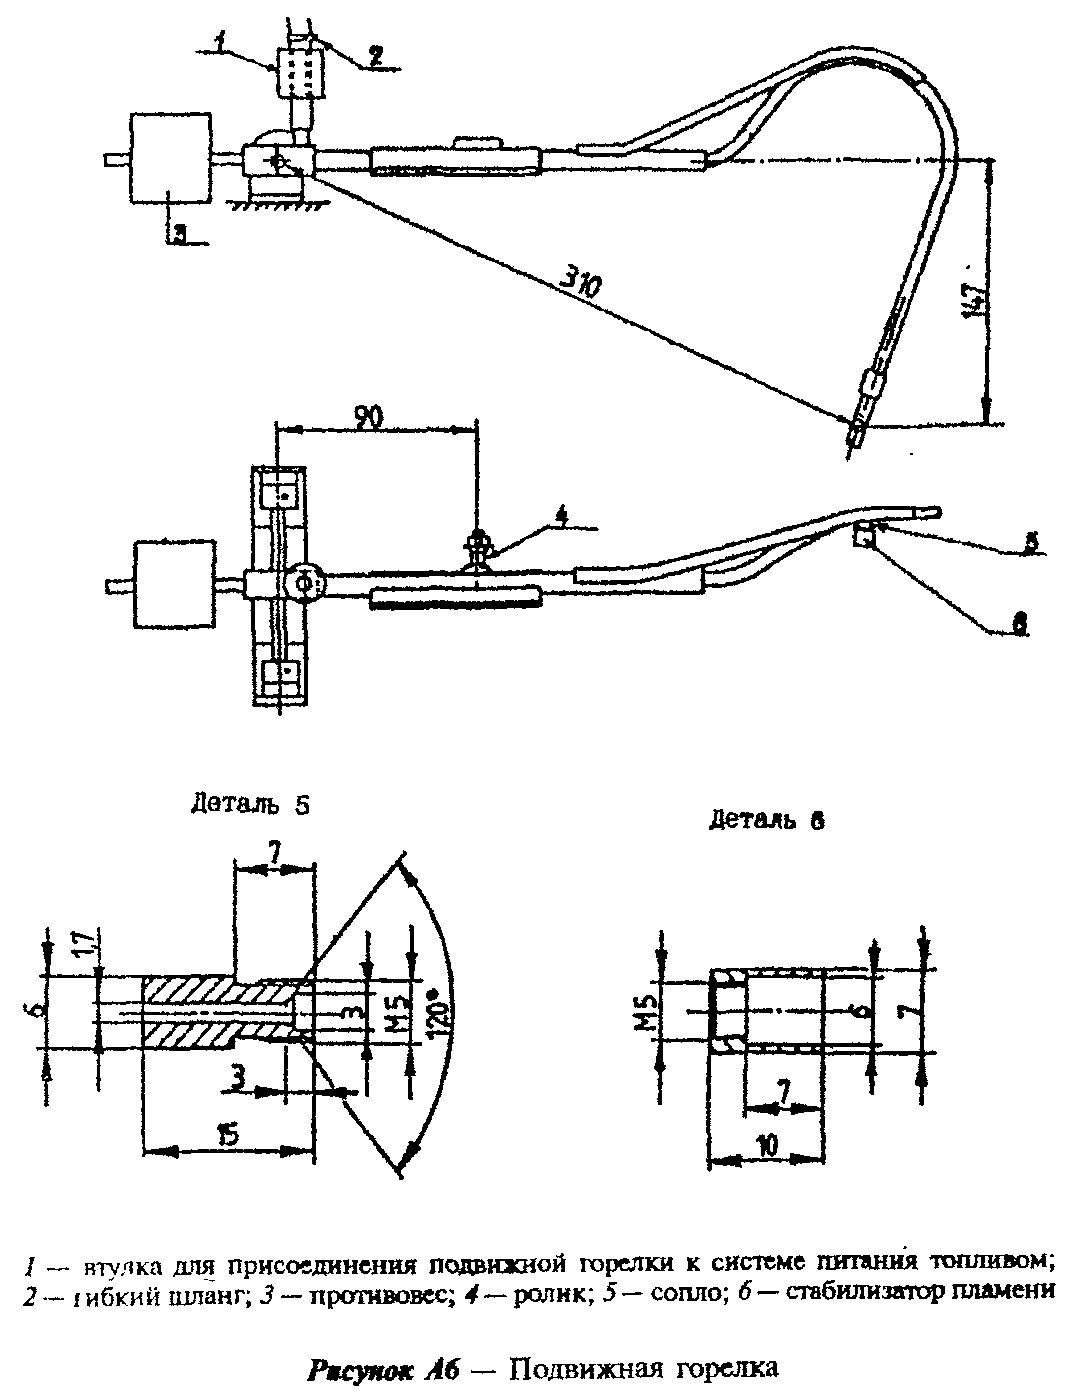 1
2
3
310
147
90
4
5
6
Деталь 5
Деталь 6
7
1,7
6
3
М5
120°
3
15
М5
6
7
7
10
1 — втулка для присоединения подвижной горелки к системе питания топливом;
2 — гибкий шланг; 3 — противовес; 4 — ролик; 5 — сопло; 6 — стабилизатор пламени
Рисунок А6 — Подвижная горелка